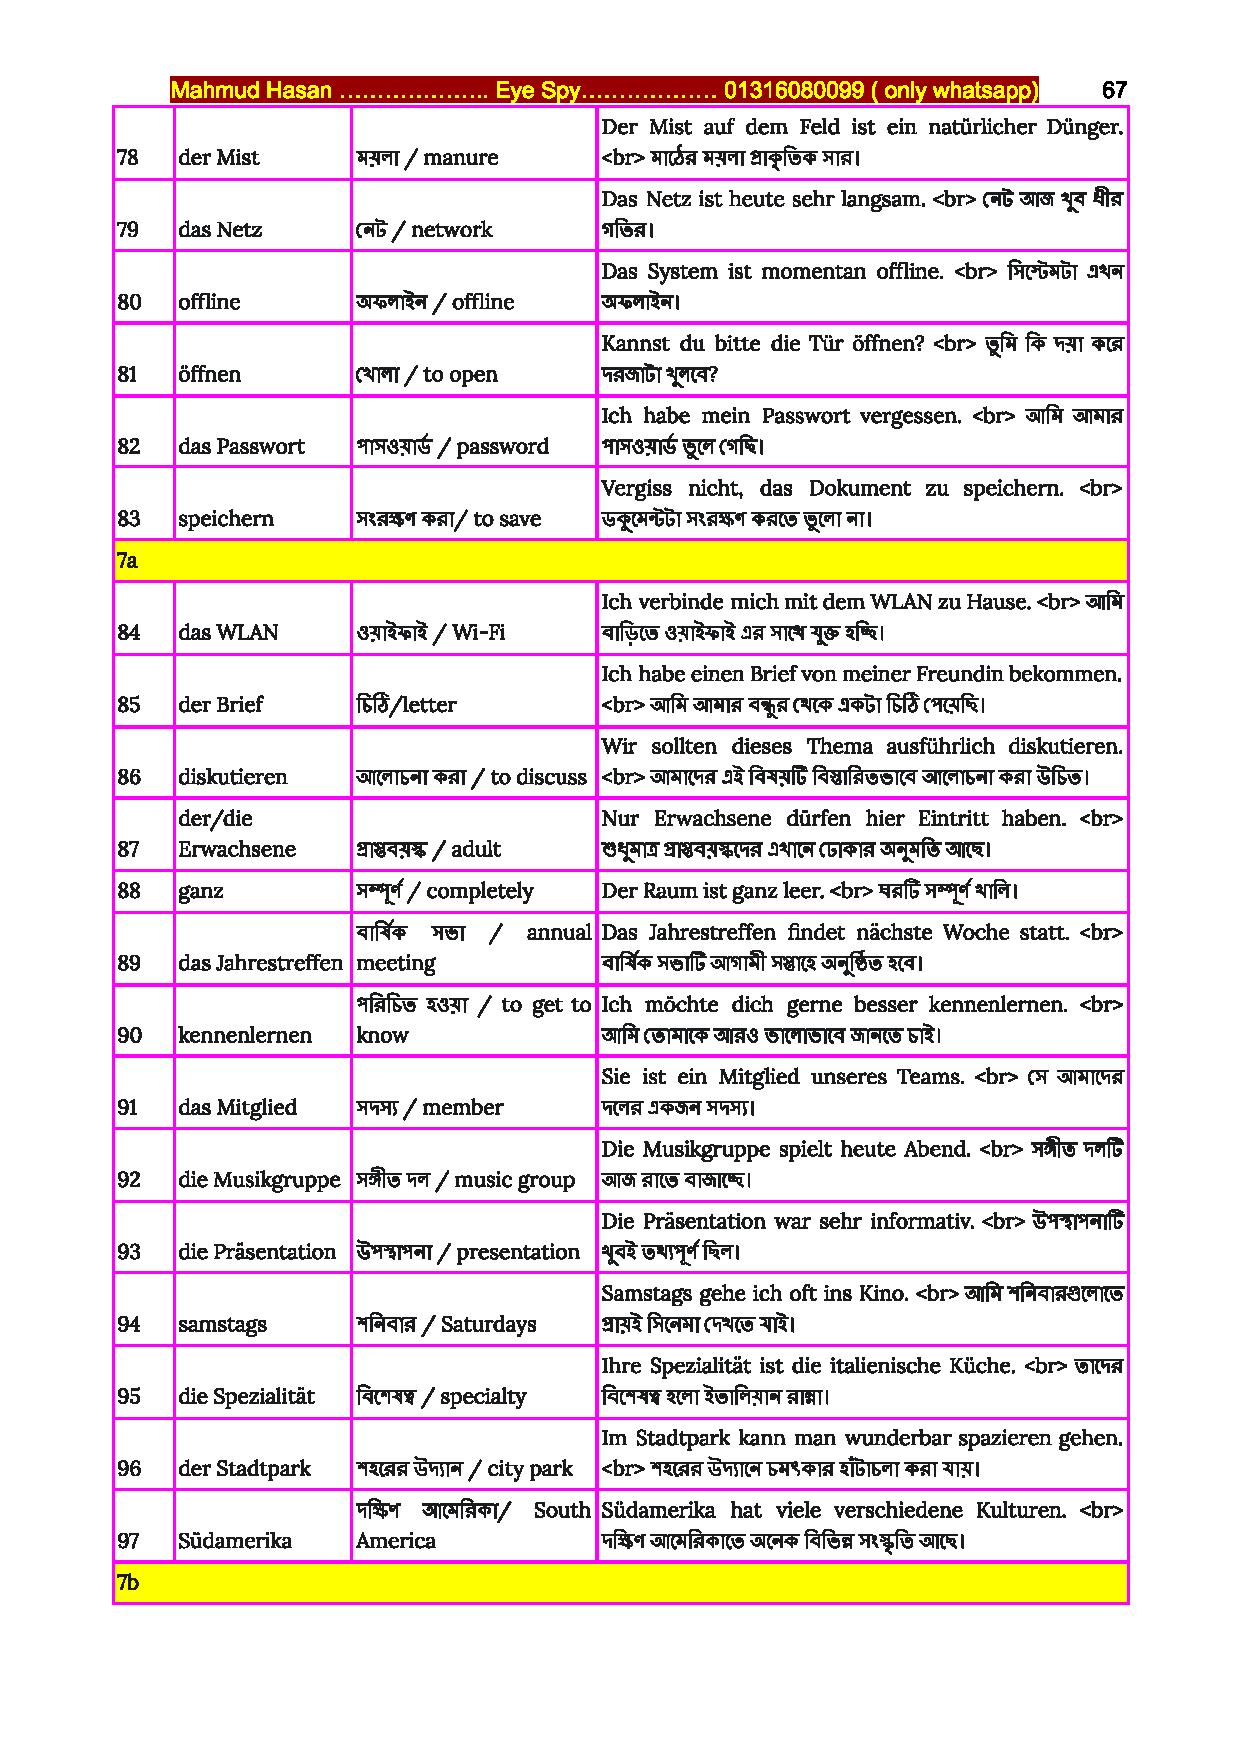 Mahmud Hasan ……………….. Eye Spy……………… 01316080099 ( only whatsapp) 67
Der Mist auf dem Feld ist ein natürlicher Dünger.
78 der Mist ময়লা / manure <br> মাঠের ময়লা প্রাকৃতিক সার।
Das Netz ist heute sehr langsam. <br> নেট আজ খুব ধীর
79 das Netz নেট / network গতির।
Das System ist momentan offline. <br> সিস্টেমটা এখন
80 offline অফলাইন / offline অফলাইন।
Kannst du bitte die Tür öffnen? <br> তুমি কি দয়া করে
81 öffnen খোলা / to open দরজাটা খুলবে?
Ich habe mein Passwort vergessen. <br> আমি আমার
82 das Passwort পাসওয়ার্ড / password পাসওয়ার্ড ভুলে গেছি।
Vergiss nicht, das Dokument zu speichern. <br>
83 speichern সংরক্ষণ করা/ to save ডকুমেন্টটা সংরক্ষণ করতে ভুলো না।
7a
Ich verbinde mich mit dem WLAN zu Hause. <br> আমি
84 das WLAN ওয়াইফাই / Wi-Fi বাড়িতে ওয়াইফাই এর সাথে যুক্ত হচ্ছি।
Ich habe einen Brief von meiner Freundin bekommen.
85 der Brief চিঠি/letter <br> আমি আমার বন্ধুর থেকে একটা চিঠি পেয়েছি।
Wir sollten dieses Thema ausführlich diskutieren.
86 diskutieren আলোচনা করা / to discuss <br> আমাদের এই বিষয়টি বিস্তারিতভাবে আলোচনা করা উচিত।
der/die Nur Erwachsene dürfen hier Eintritt haben. <br>
87 Erwachsene প্রাপ্তবয়স্ক / adult শুধুমাত্র প্রাপ্তবয়স্কদের এখানে ঢোকার অনুমতি আছে।
88 ganz সম্পূর্ণ / completely Der Raum ist ganz leer. <br> ঘরটি সম্পূর্ণ খালি।
বার্ষিক সভা / annual Das Jahrestreffen findet nächste Woche statt. <br>
89 das Jahrestreffen meeting বার্ষিক সভাটি আগামী সপ্তাহে অনুষ্ঠিত হবে।
পরিচিত হওয়া / to get to Ich möchte dich gerne besser kennenlernen. <br>
90 kennenlernen know আমি তোমাকে আরও ভালোভাবে জানতে চাই।
Sie ist ein Mitglied unseres Teams. <br> সে আমাদের
91 das Mitglied সদস্য / member দলের একজন সদস্য।
Die Musikgruppe spielt heute Abend. <br> সঙ্গীত দলটি
92 die Musikgruppe সঙ্গীত দল / music group আজ রাতে বাজাচ্ছে।
Die Präsentation war sehr informativ. <br> উপস্থাপনাটি
93 die Präsentation উপস্থাপনা / presentation খুবই তথ্যপূর্ণ ছিল।
Samstags gehe ich oft ins Kino. <br> আমি শনিবারগুলোতে
94 samstags শনিবার / Saturdays প্রায়ই সিনেমা দেখতে যাই।
Ihre Spezialität ist die italienische Küche. <br> তাদের
95 die Spezialität বিশেষত্ব / specialty বিশেষত্ব হলো ইতালিয়ান রান্না।
Im Stadtpark kann man wunderbar spazieren gehen.
96 der Stadtpark শহরের উদ্যান / city park <br> শহরের উদ্যানে চমৎকার হাঁটাচলা করা যায়।
দক্ষিণ আমেরিকা/ South Südamerika hat viele verschiedene Kulturen. <br>
97 Südamerika America দক্ষিণ আমেরিকাতে অনেক বিভিন্ন সংস্কৃতি আছে।
7b